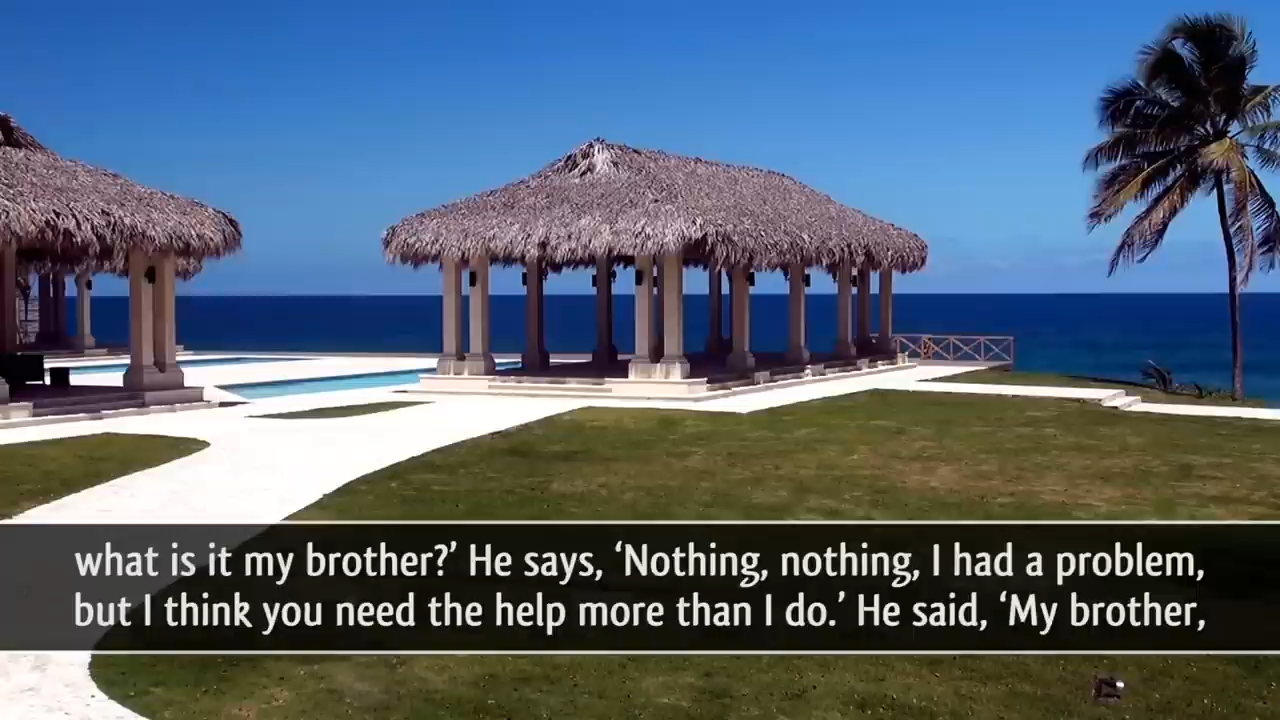 what is it my brother?’ He says, ‘Nothing, nothing, I had a problem,
but I think you need the help more than I do.’ He said, ‘My brother,